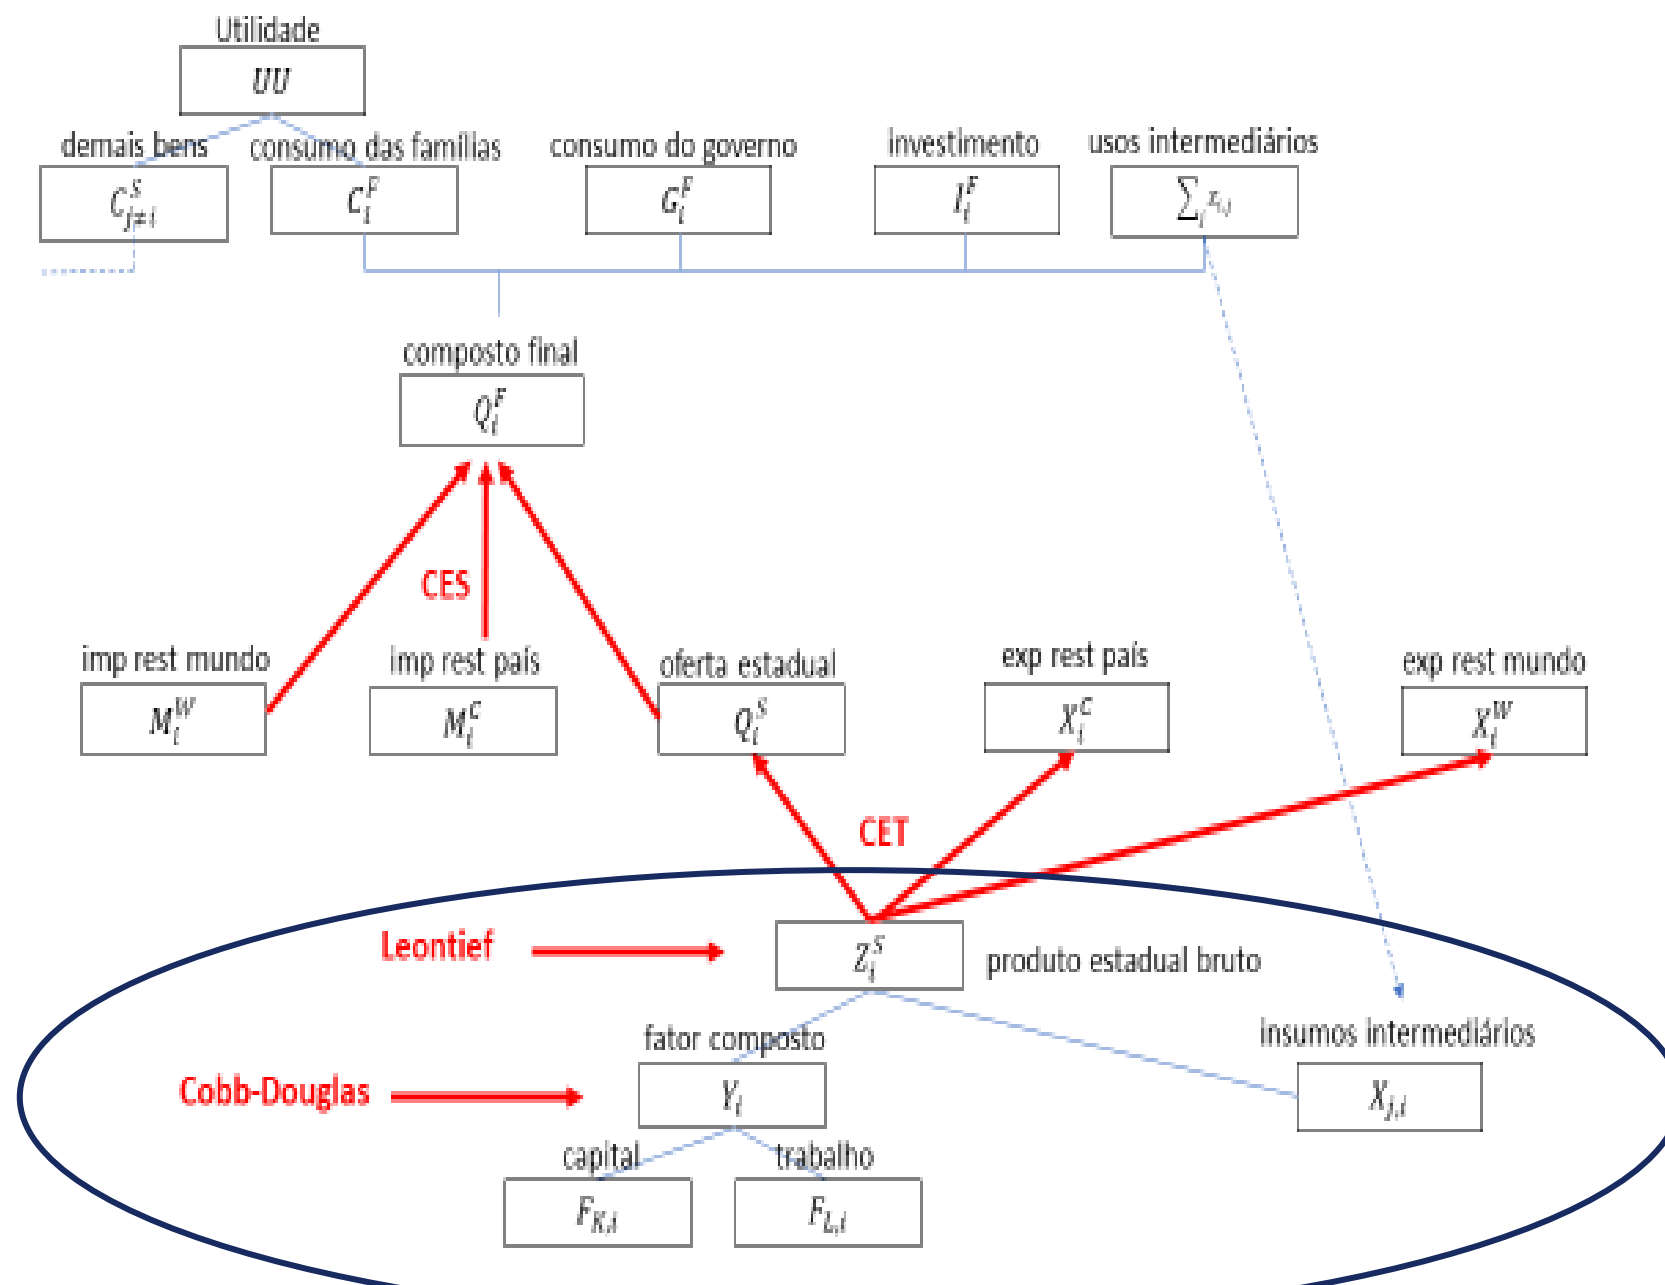 Utilidade
UU
demais bens consumo das famílias consumo do governo investimento usos intermediários
C^S_{j≠i} C^F_i G^F_i I^F_i
composto final
Q^F_i
CES
imp rest mundo imp rest país oferta estadual exp rest país exp rest mundo
M^W_i M^C_i Q^S_i X^C_i X^W_i
CET
Leontief Z^S_i produto estadual bruto
fator composto insumos intermediários
Cobb-Douglas Y_i X_{j,i}
capital trabalho
F_{K,i} F_{L,i}